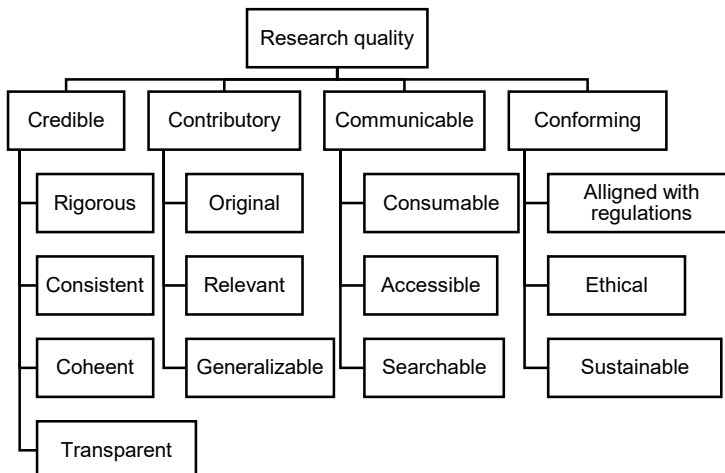 Research quality
Credible
Contributory
Communicable
Conforming
Rigorous
Original
Consumable
Alligned with
regulations
Consistent
Relevant
Accessible
Ethical
Coheent
Generalizable
Searchable
Sustainable
Transparent